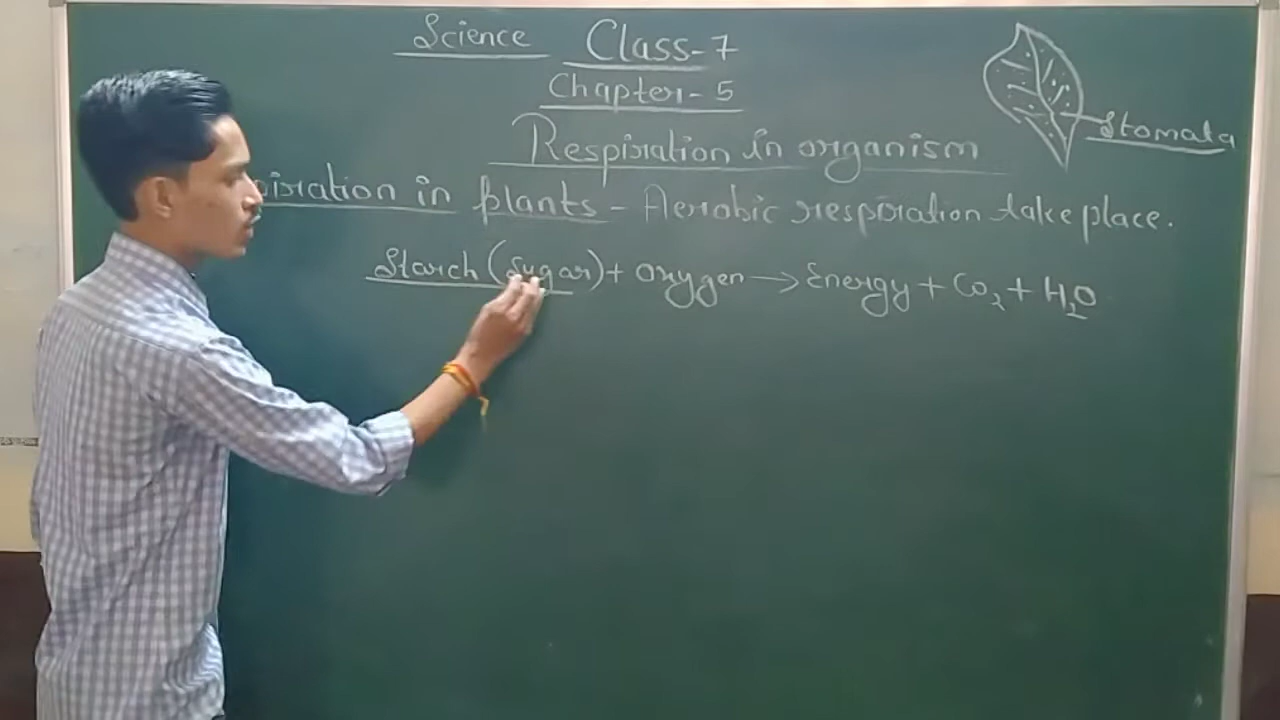 Science Class-7
Chapter-5
Respiration in organism
piration in plants - Aerobic respiration take place.
Starch (Sugar) + Oxygen → Energy + Co₂ + H₂O
Stomata